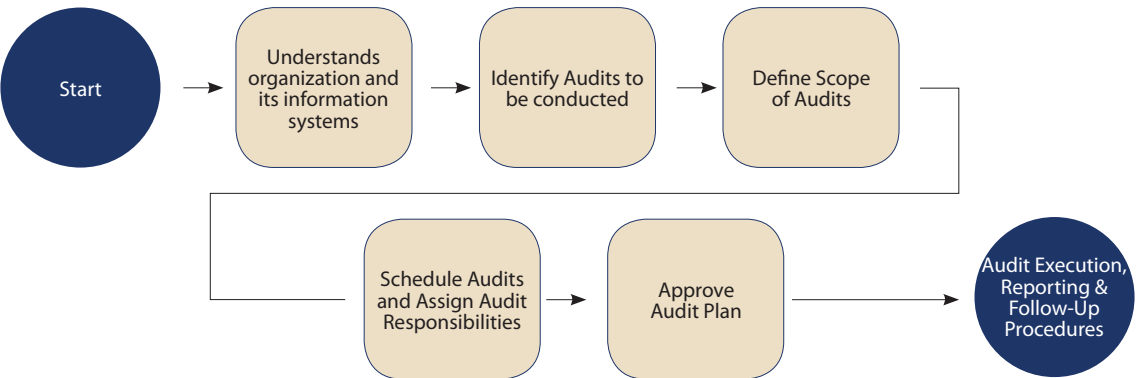 Start
Understands
organization and
its information
systems
Identify Audits to
be conducted
Define Scope
of Audits
Schedule Audits
and Assign Audit
Responsibilities
Approve
Audit Plan
Audit Execution,
Reporting &
Follow-Up
Procedures